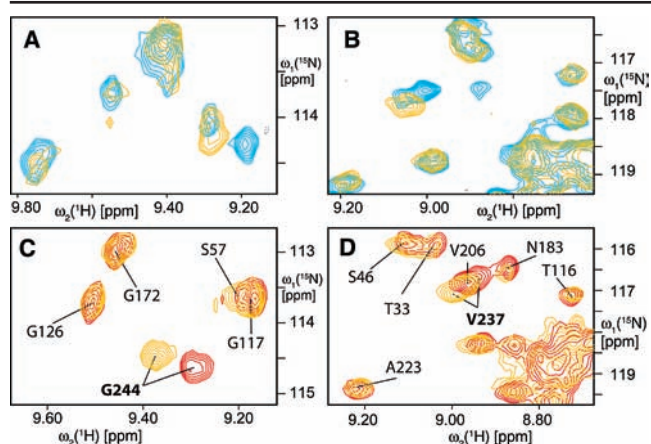 A
113
ω₁(¹⁵N)
[ppm]
114
9.80
9.60
9.40
9.20
ω₂(¹H) [ppm]
B
117
ω₁(¹⁵N)
[ppm]
118
119
9.20
9.00
ω₂(¹H) [ppm]
C
113
S57
ω₁(¹⁵N)
[ppm]
G172
G126
114
G117
G244
115
9.60
9.40
9.20
ω₂(¹H) [ppm]
D
116
V206
N183
S46
T116
T33
117
V237
ω₁(¹⁵N)
[ppm]
A223
119
9.20
9.00
8.80
ω₂(¹H) [ppm]